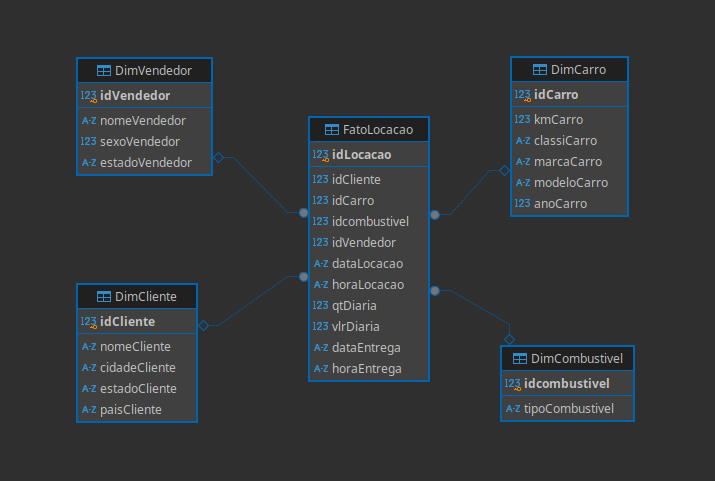 DimVendedor
123 idVendedor
A-Z nomeVendedor
123 sexoVendedor
A-Z estadoVendedor
DimCliente
123 idCliente
A-Z nomeCliente
A-Z cidadeCliente
A-Z estadoCliente
A-Z paisCliente
FatoLocacao
123 idLocacao
123 idCliente
123 idCarro
123 idcombustivel
123 idVendedor
A-Z dataLocacao
A-Z horaLocacao
123 qtDiaria
123 vlrDiaria
A-Z dataEntrega
A-Z horaEntrega
DimCarro
123 idCarro
123 kmCarro
A-Z classiCarro
A-Z marcaCarro
A-Z modeloCarro
123 anoCarro
DimCombustivel
123 idcombustivel
A-Z tipoCombustivel